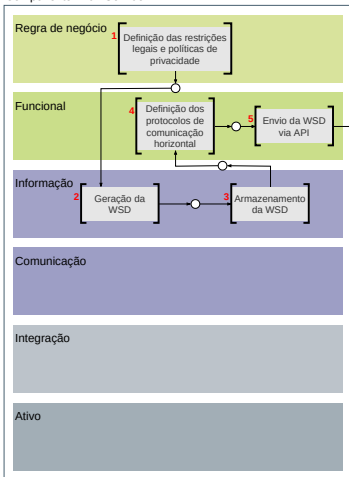 Regra de negócio
1
Definição das restrições
legais e políticas de
privacidade
Funcional
4
Definição dos
protocolos de
comunicação
horizontal
5
Envio da WSD
via API
Informação
2
Geração da
WSD
3
Armazenamento
da WSD
Comunicação
Integração
Ativo